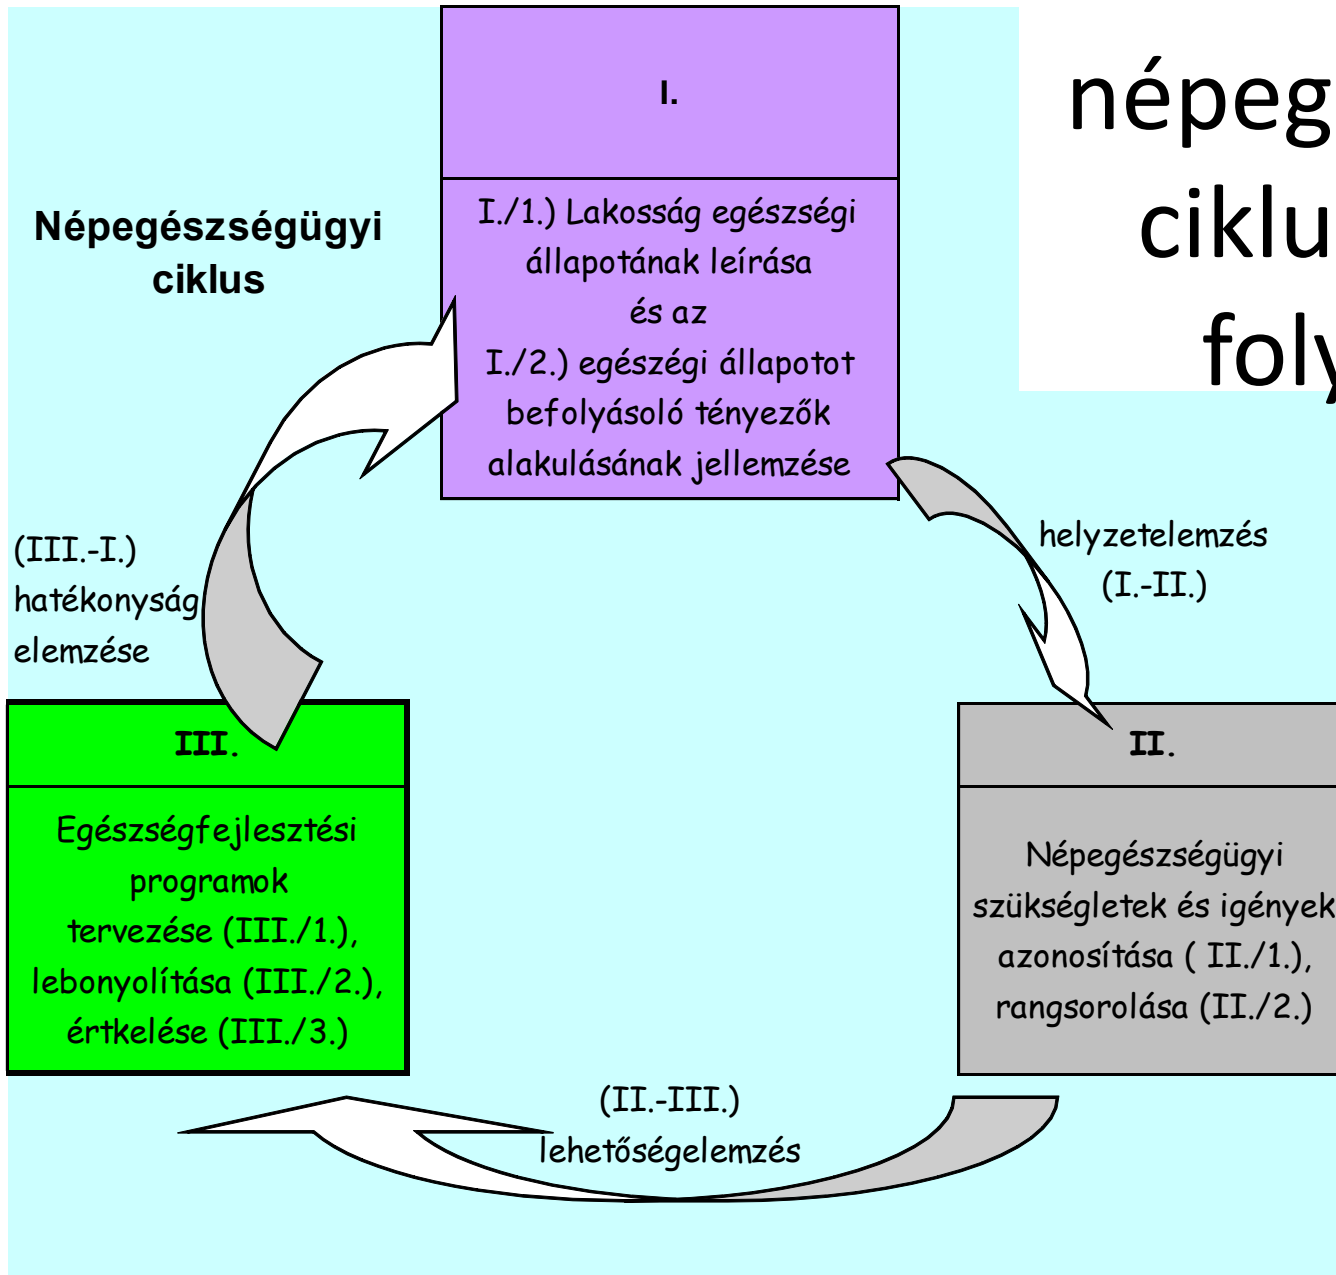 népeg
ciklu
foly
Népegészségügyi
ciklus
I.
I./1.) Lakosság egészségi
állapotának leírása
és az
I./2.) egészégi állapotot
befolyásoló tényezők
alakulásának jellemzése
helyzetelemzés
(I.-II.)
II.
Népegészségügyi
szükségletek és igények
azonosítása ( II./1.),
rangsorolása (II./2.)
(II.-III.)
lehetőségelemzés
III.
Egészségfejlesztési
programok
tervezése (III./1.),
lebonyolítása (III./2.),
értkelése (III./3.)
(III.-I.)
hatékonyság
elemzése